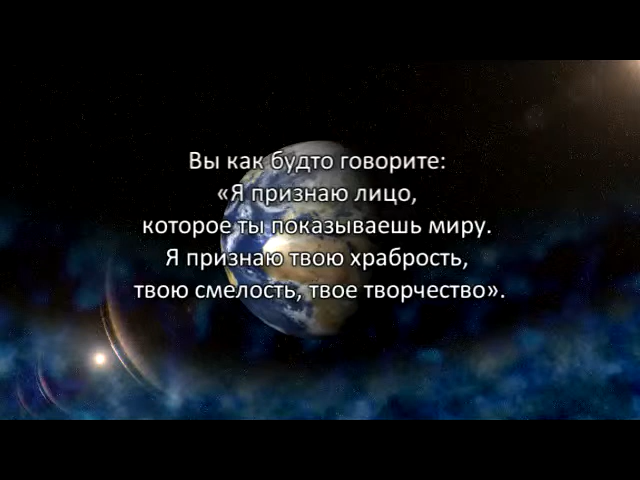 Вы как будто говорите:
«Я признаю лицо,
которое ты показываешь миру.
Я признаю твою храбрость,
твою смелость, твое творчество».